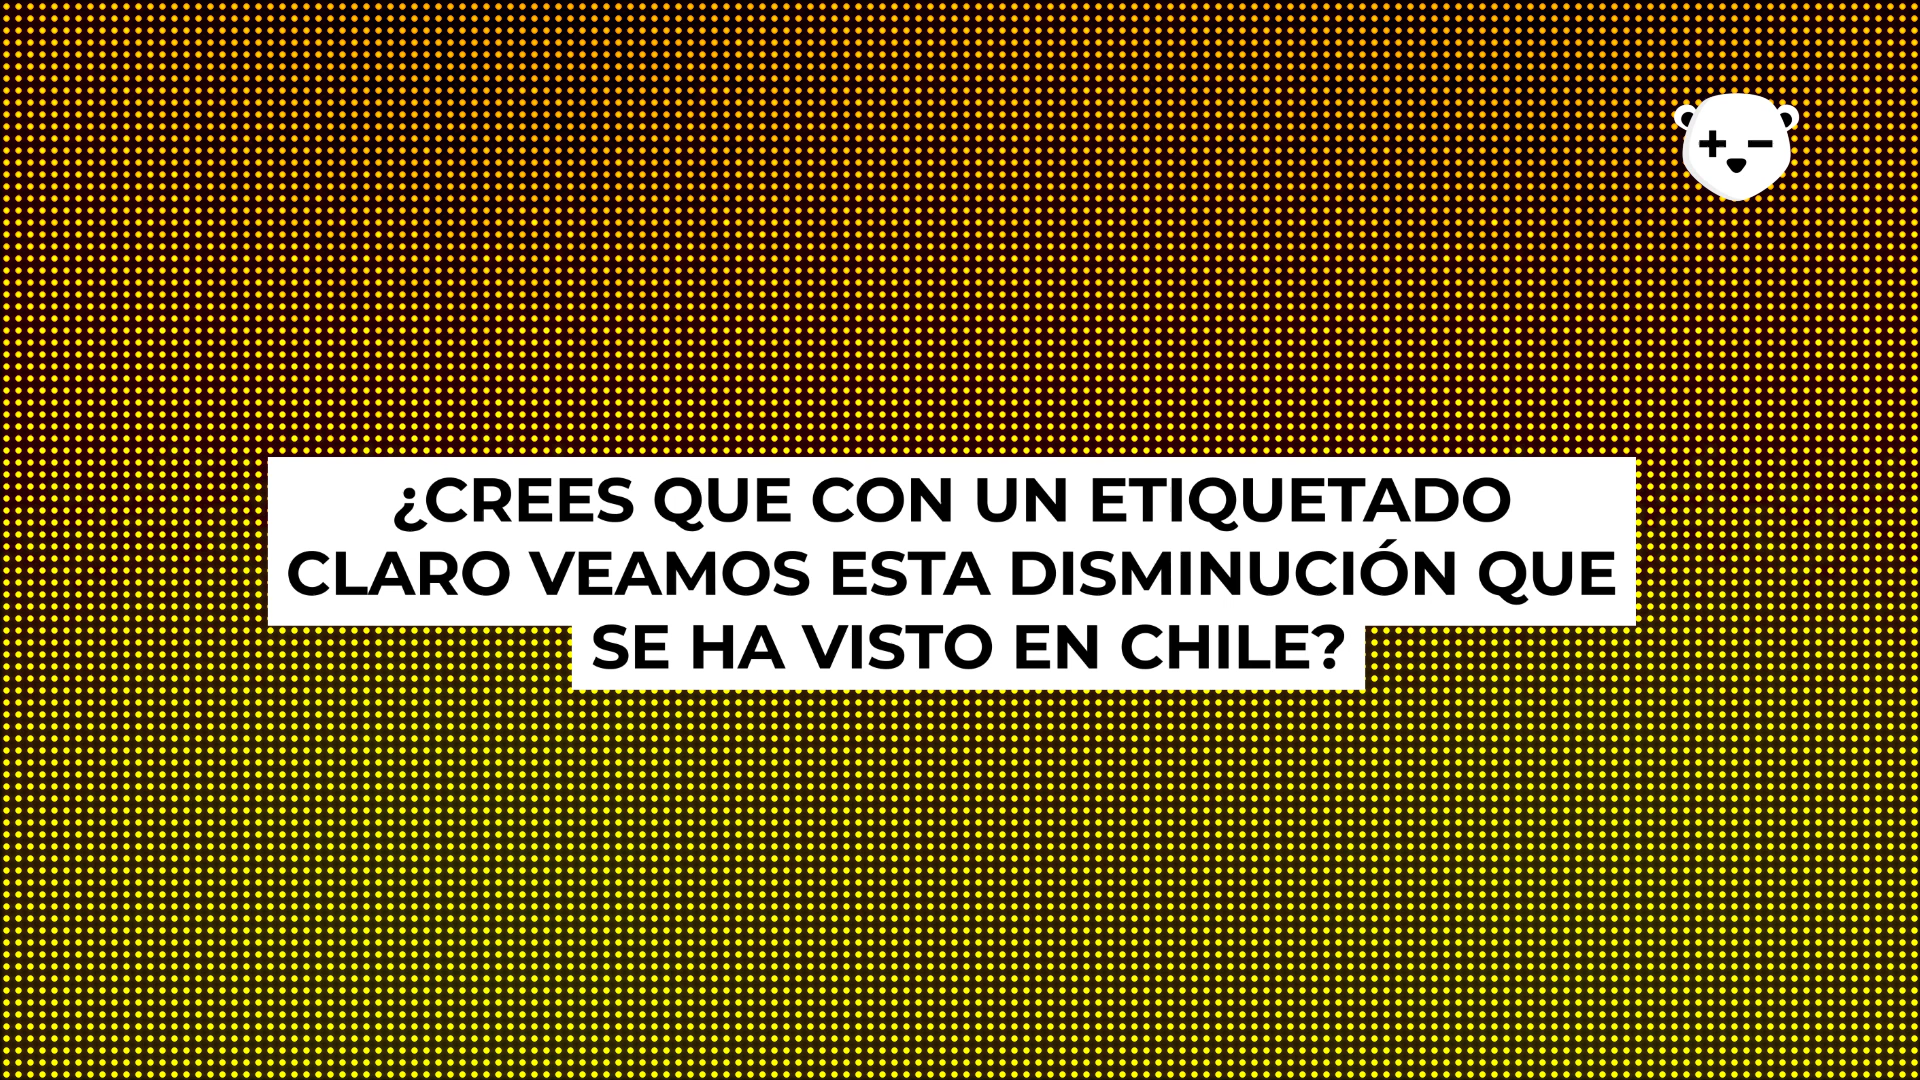 ¿CREES QUE CON UN ETIQUETADO
CLARO VEAMOS ESTA DISMINUCIÓN QUE
SE HA VISTO EN CHILE?